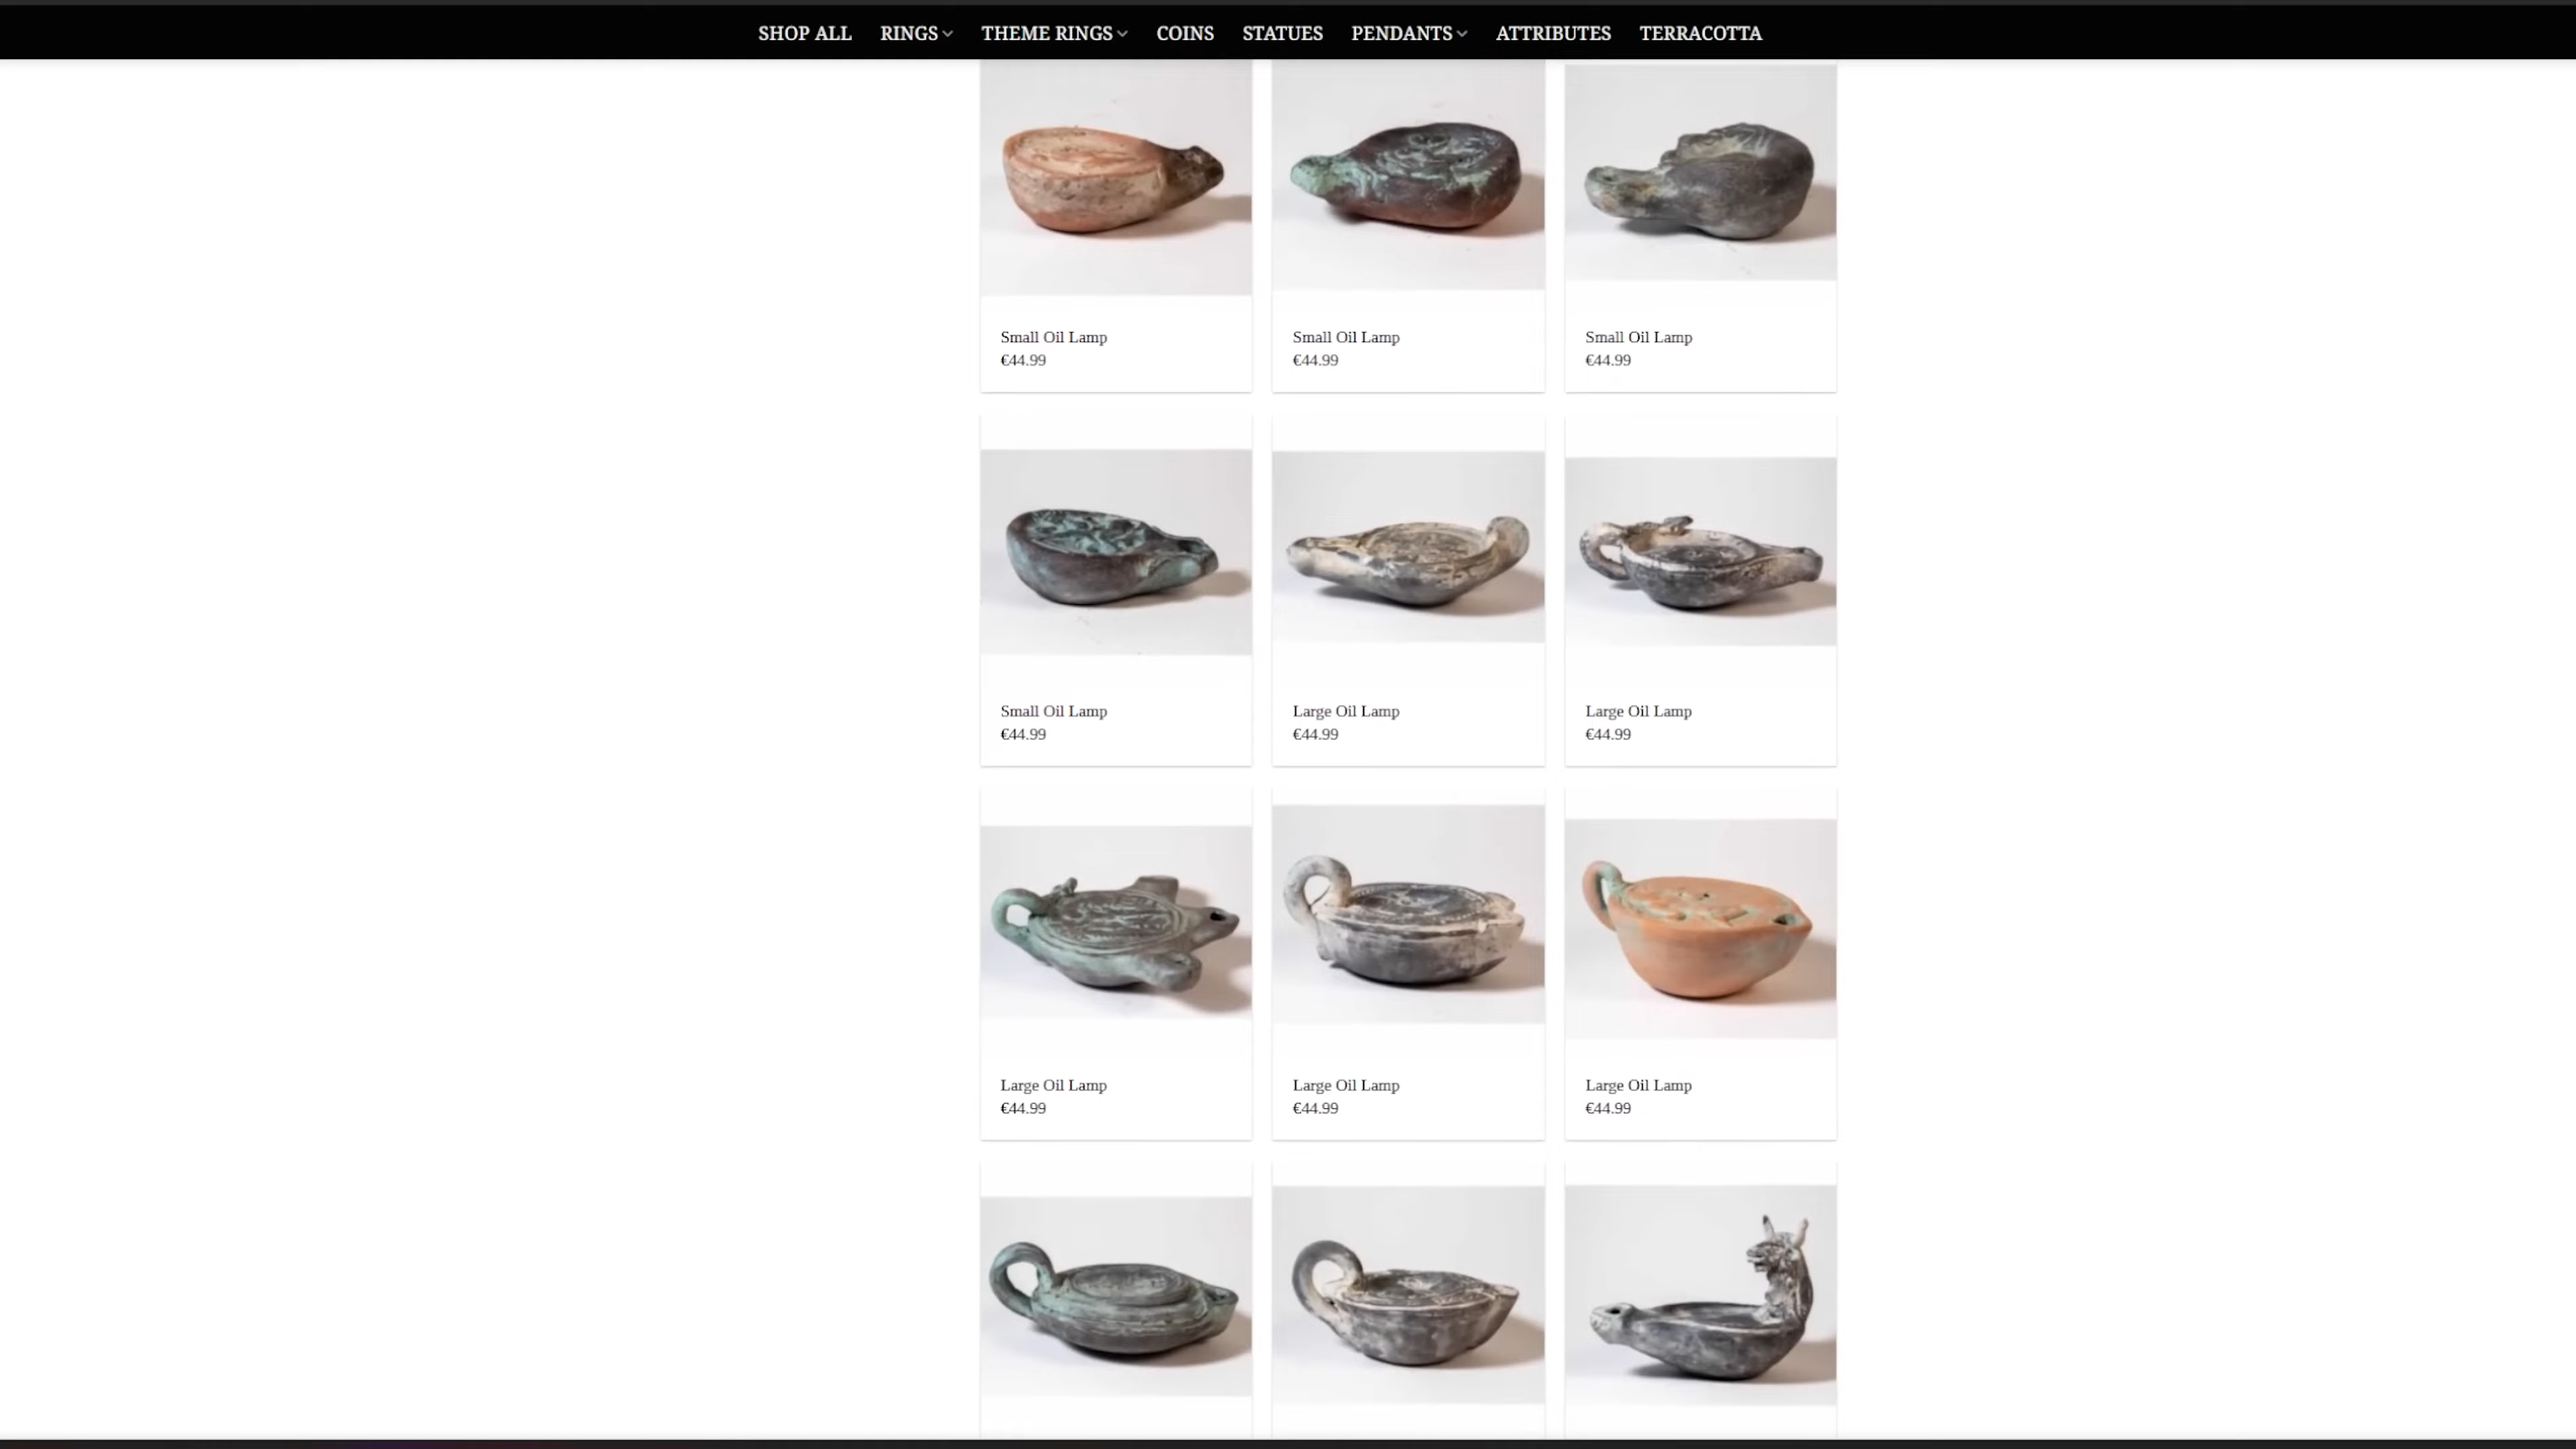 SHOP ALL RINGS THEME RINGS COINS STATUES PENDANTS ATTRIBUTES TERRACOTTA
Small Oil Lamp
€44.99
Small Oil Lamp
€44.99
Small Oil Lamp
€44.99
Small Oil Lamp
€44.99
Large Oil Lamp
€44.99
Large Oil Lamp
€44.99
Large Oil Lamp
€44.99
Large Oil Lamp
€44.99
Large Oil Lamp
€44.99